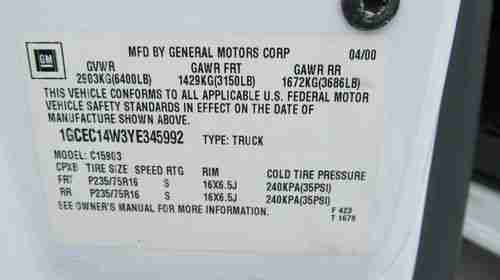 GM
MFD BY GENERAL MOTORS CORP 04/00
GVWR GAWR FRT GAWR RR
2903KG(6400LB) 1429KG(3150LB) 1672KG(3686LB)
THIS VEHICLE CONFORMS TO ALL APPLICABLE U.S. FEDERAL MOTOR
VEHICLE SAFETY STANDARDS IN EFFECT ON THE DATE OF
MANUFACTURE SHOWN ABOVE.
1GCEC14W3YE345992 TYPE: TRUCK
MODEL: C15903
CPXB TIRE SIZE SPEED RTG RIM COLD TIRE PRESSURE
FRT P235/75R16 S 16X6.5J 240KPA(35PSI)
RR P235/75R16 S 16X6.5J 240KPA(35PSI)
SEE OWNER'S MANUAL FOR MORE INFORMATION.
F 423
T 1678